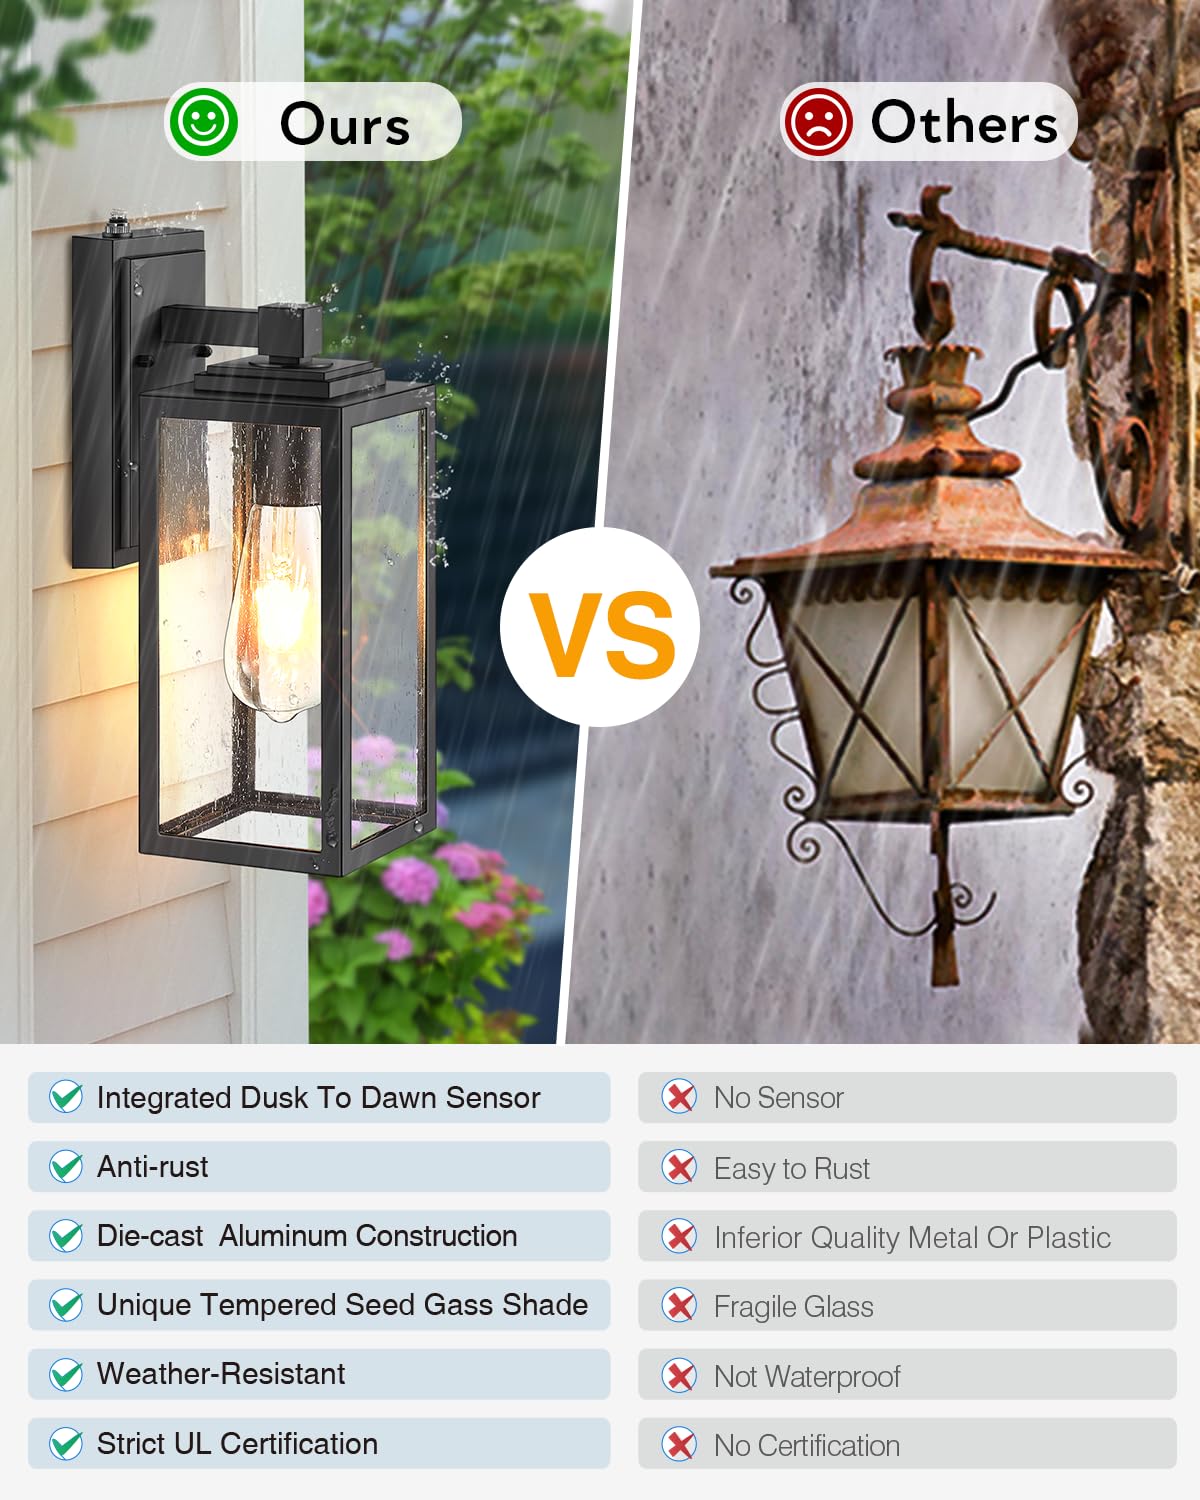 Ours
Others
VS
Integrated Dusk To Dawn Sensor
No Sensor
Anti-rust
Easy to Rust
Die-cast  Aluminum Construction
Inferior Quality Metal Or Plastic
Unique Tempered Seed Gass Shade
Fragile Glass
Weather-Resistant
Not Waterproof
Strict UL Certification
No Certification